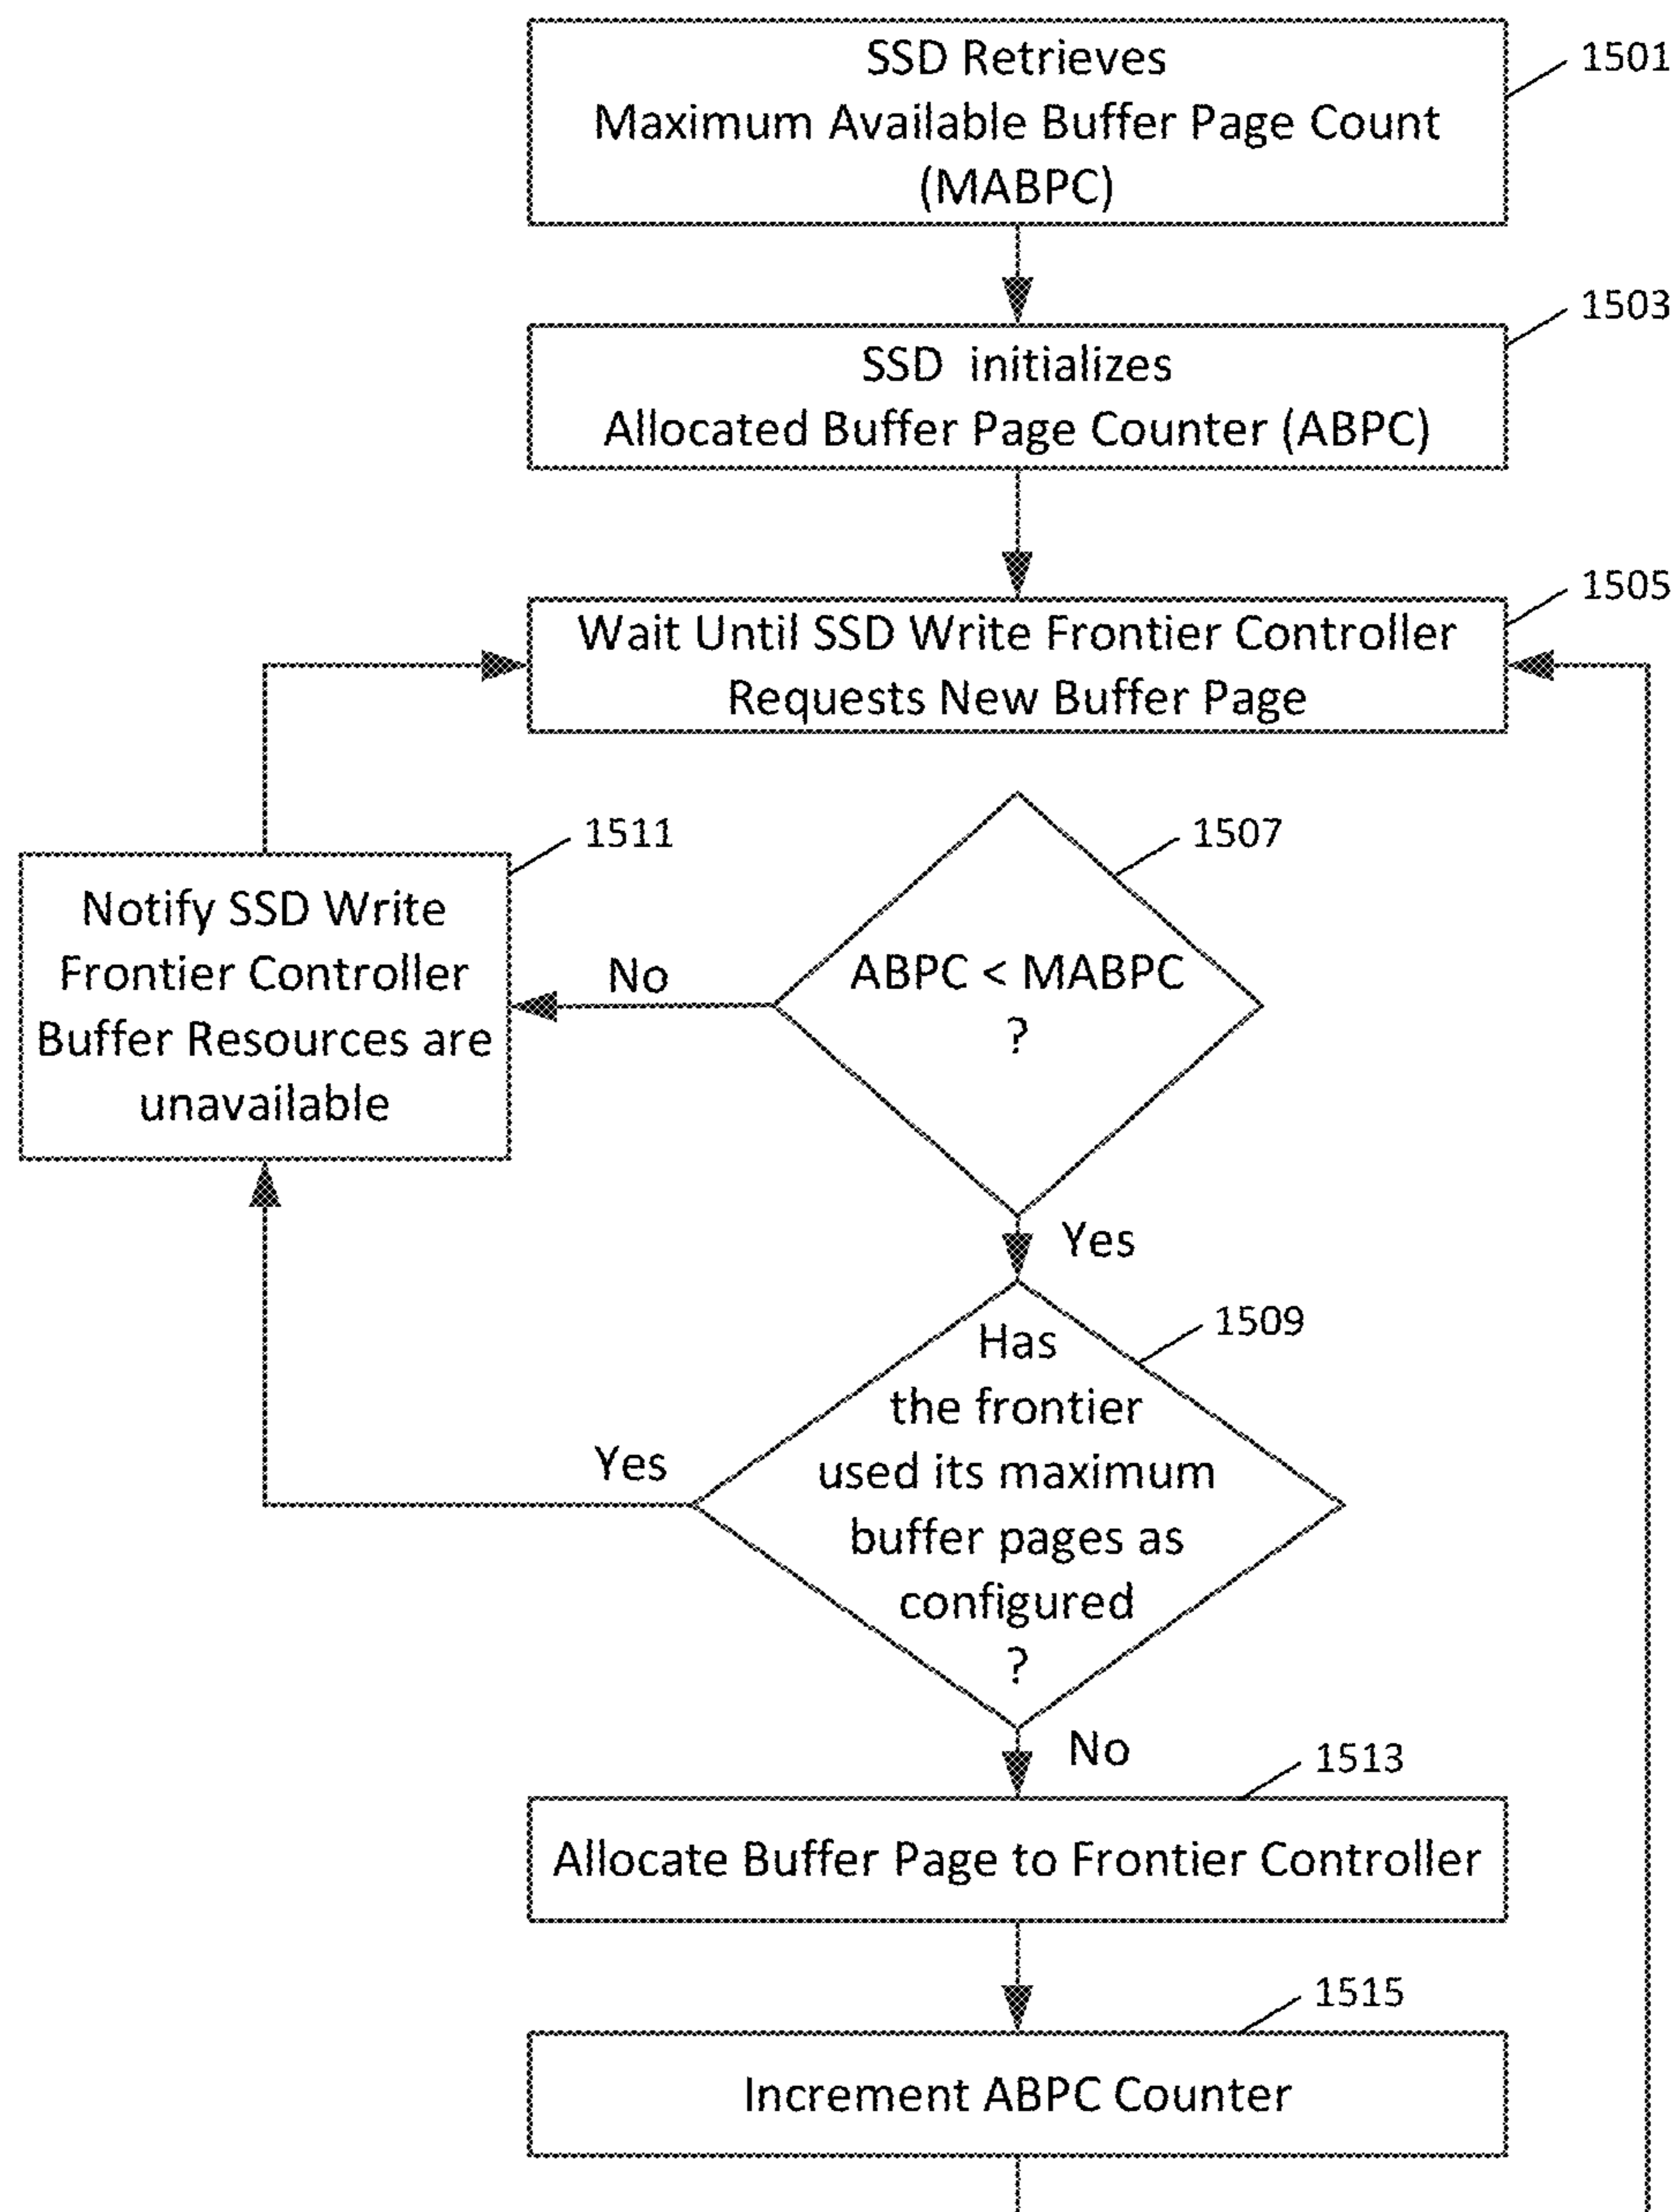 SSD Retrieves
Maximum Available Buffer Page Count
(MABPC)
1501
SSD initializes
Allocated Buffer Page Counter (ABPC)
1503
Wait Until SSD Write Frontier Controller
Requests New Buffer Page
1505
Notify SSD Write
Frontier Controller
Buffer Resources are
unavailable
1511
No
ABPC < MABPC
?
1507
Yes
Has
the frontier
used its maximum
buffer pages as
configured
?
1509
Yes
No
Allocate Buffer Page to Frontier Controller
1513
Increment ABPC Counter
1515